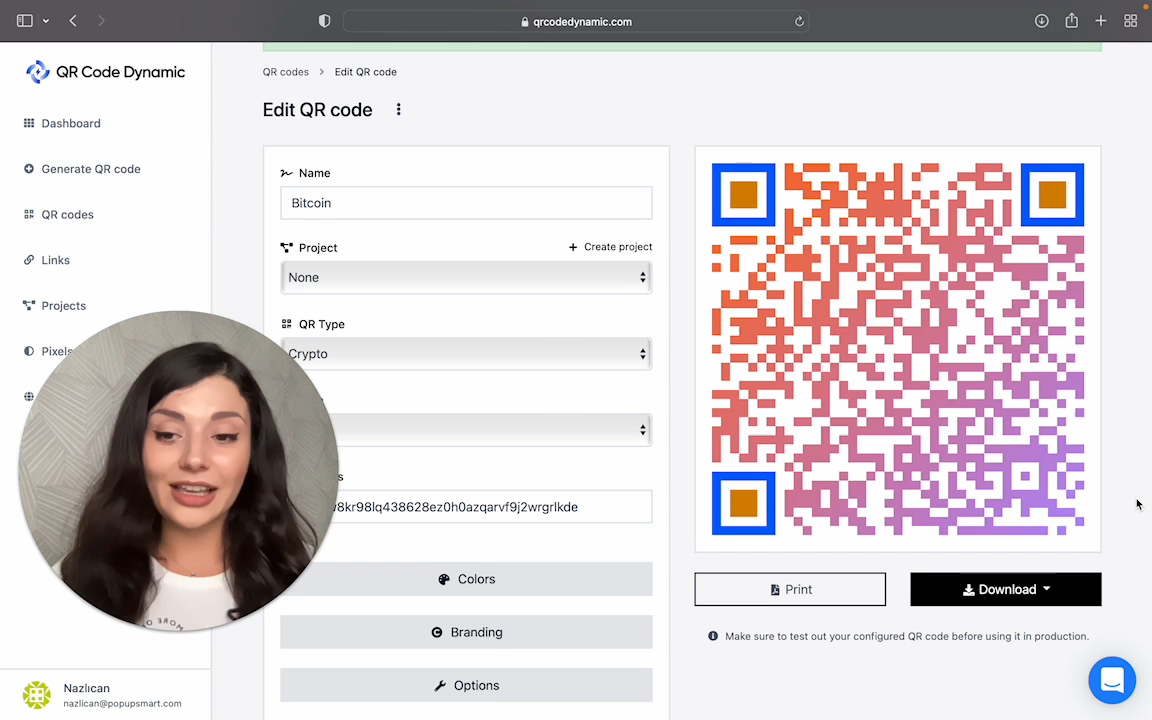 qrcodedynamic.com
QR Code Dynamic
QR codes > Edit QR code
Edit QR code
Dashboard
Generate QR code
QR codes
Links
Projects
Pixels
Name
Bitcoin
Project
+ Create project
None
QR Type
Crypto
8kr98lq438628ez0h0azqarvf9j2wrgrlkde
Colors
Branding
Options
Print
Download
Make sure to test out your configured QR code before using it in production.
MORE
Nazlıcan
nazlican@popupsmart.com